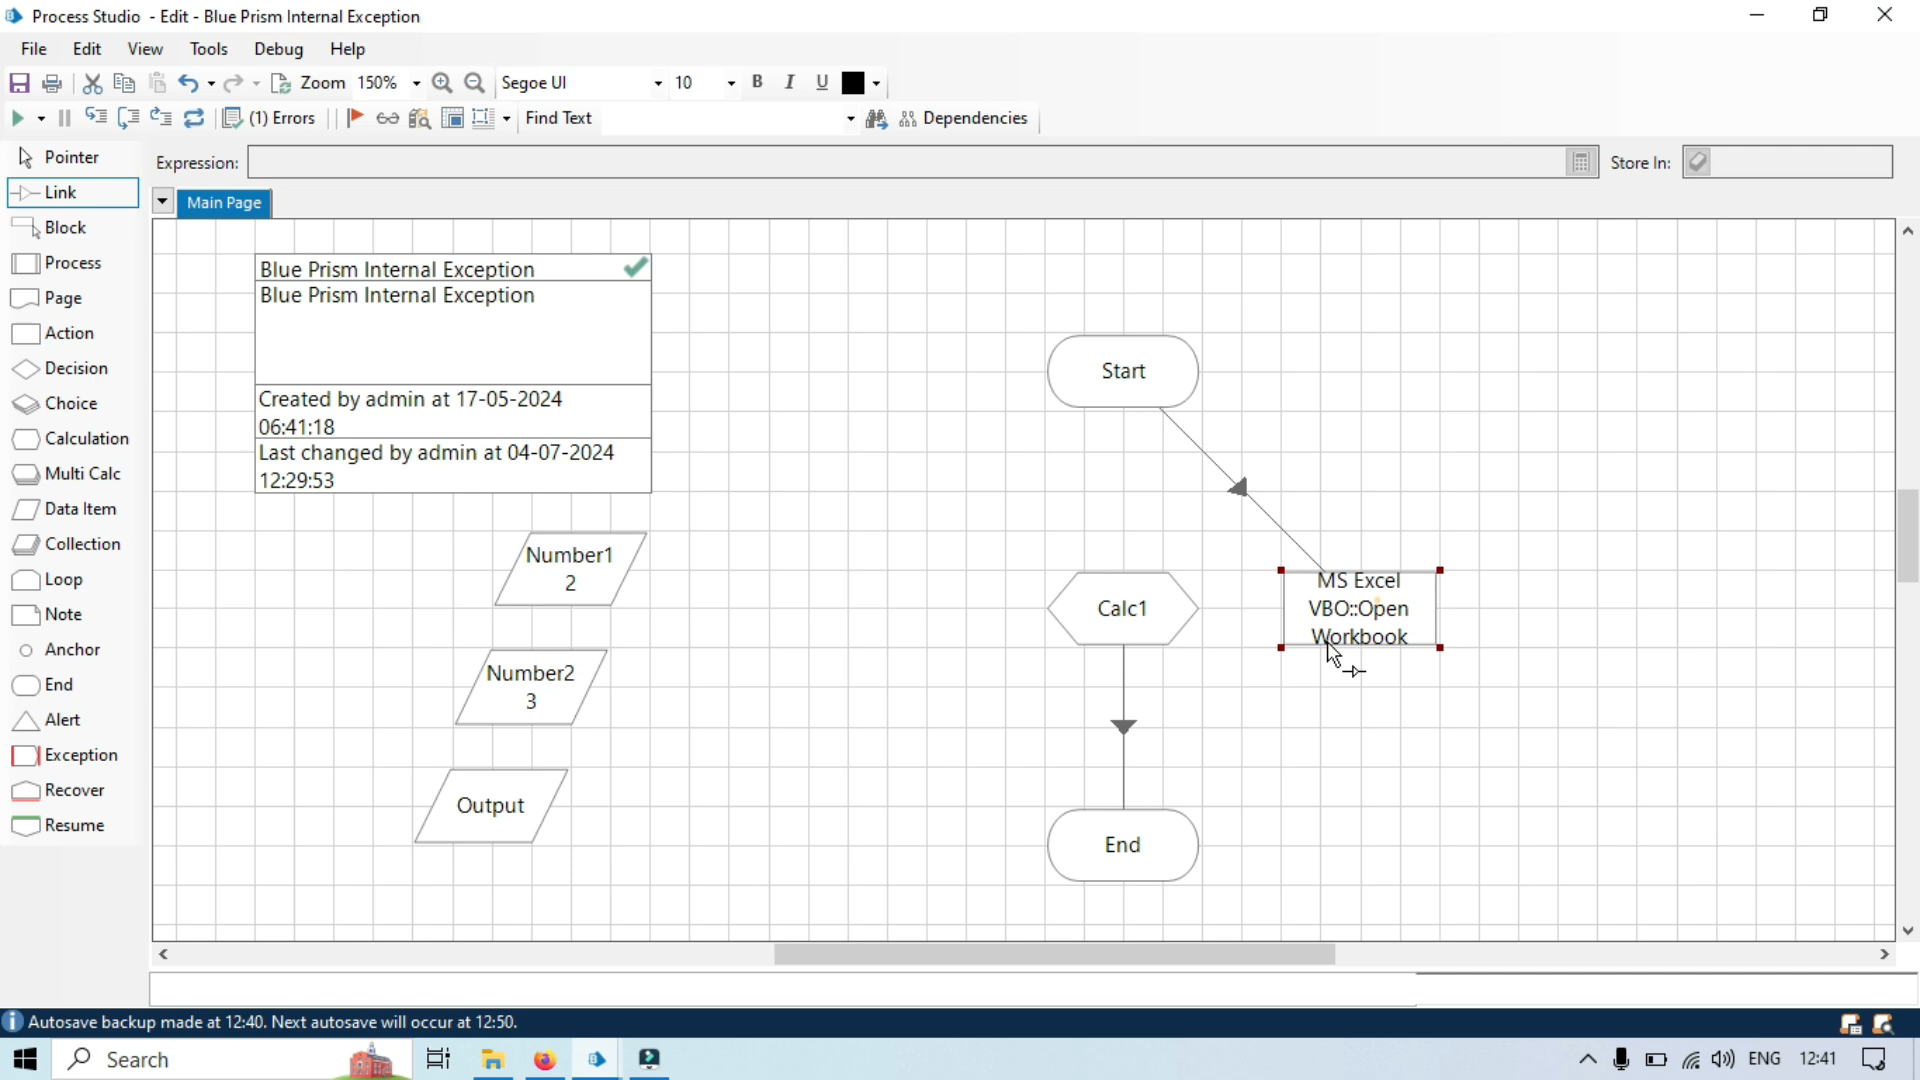 Process Studio - Edit - Blue Prism Internal Exception
File Edit View Tools Debug Help
Zoom 150% Segoe UI 10 B I U
(1) Errors Find Text Dependencies
Pointer
Link
Block
Process
Page
Action
Decision
Choice
Calculation
Multi Calc
Data Item
Collection
Loop
Note
Anchor
End
Alert
Exception
Recover
Resume
Expression: Store In:
Main Page
Blue Prism Internal Exception
Blue Prism Internal Exception
Created by admin at 17-05-2024
06:41:18
Last changed by admin at 04-07-2024
12:29:53
Number1
2
Number2
3
Output
Start
Calc1
MS Excel
VBO::Open
Workbook
End
Autosave backup made at 12:40. Next autosave will occur at 12:50.
Search
ENG 12:41